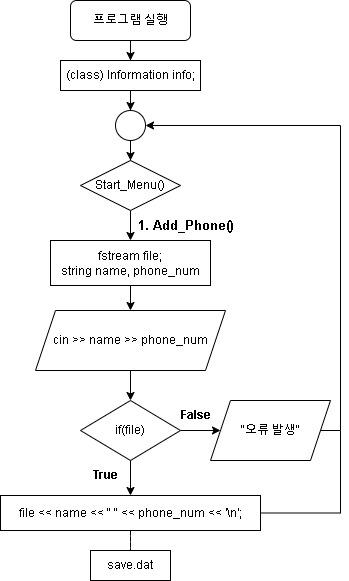 프로그램 실행
(class) Information info;
Start_Menu()
1. Add_Phone()
fstream file;
string name, phone_num
cin >> name >> phone_num
if(file)
False
"오류 발생"
True
file << name << " " << phone_num << '\n';
save.dat